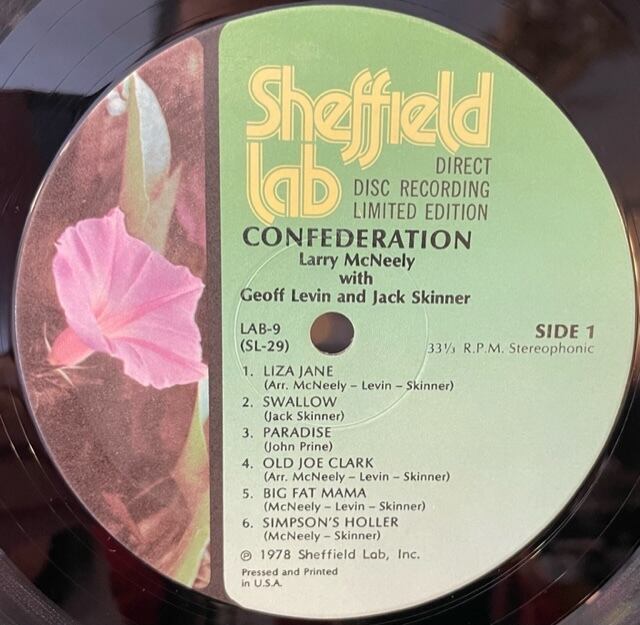 Sheffield
lab
DIRECT
DISC RECORDING
LIMITED EDITION
CONFEDERATION
Larry McNeely
with
Geoff Levin and Jack Skinner
LAB-9
(SL-29)
SIDE 1
33⅓ R.P.M. Stereophonic
1. LIZA JANE
(Arr. McNeely – Levin – Skinner)
2. SWALLOW
(Jack Skinner)
3. PARADISE
(John Prine)
4. OLD JOE CLARK
(Arr. McNeely – Levin – Skinner)
5. BIG FAT MAMA
(McNeely – Levin – Skinner)
6. SIMPSON'S HOLLER
(McNeely – Skinner)
℗ 1978 Sheffield Lab, Inc.
Pressed and Printed
in U.S.A.